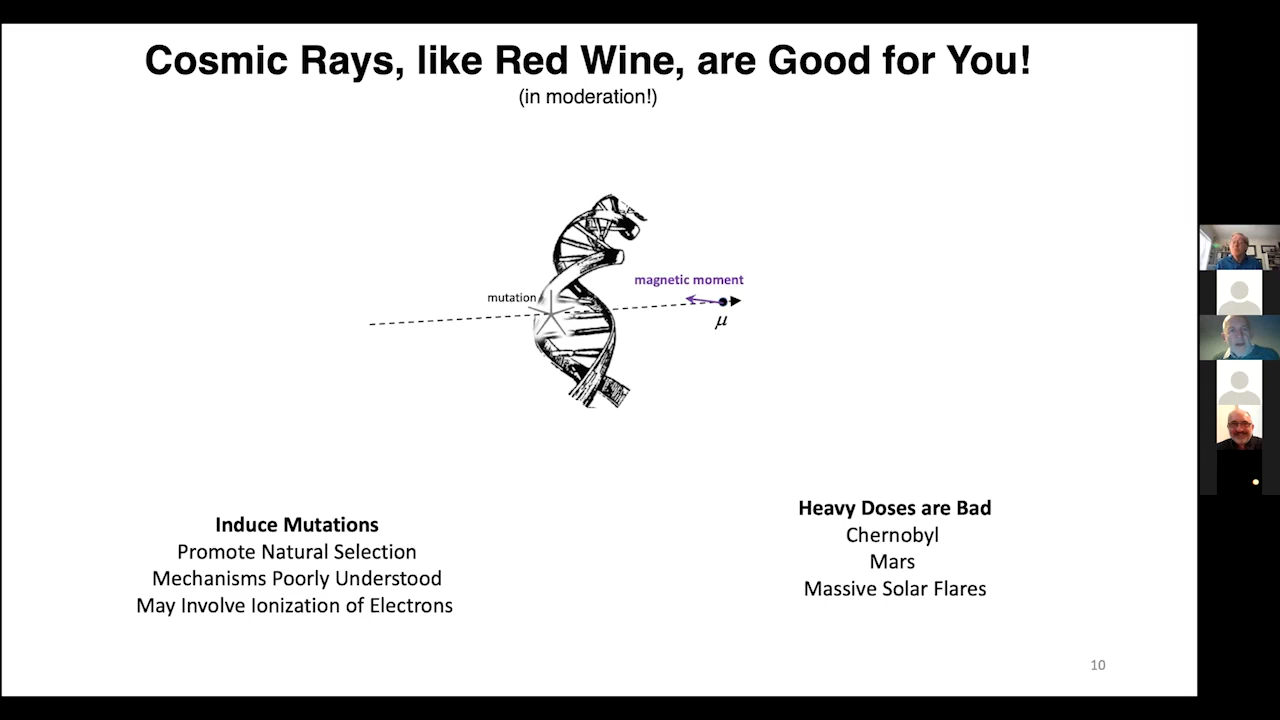 Cosmic Rays, like Red Wine, are Good for You!
(in moderation!)
magnetic moment
mutation
μ
Induce Mutations
Promote Natural Selection
Mechanisms Poorly Understood
May Involve Ionization of Electrons
Heavy Doses are Bad
Chernobyl
Mars
Massive Solar Flares
10